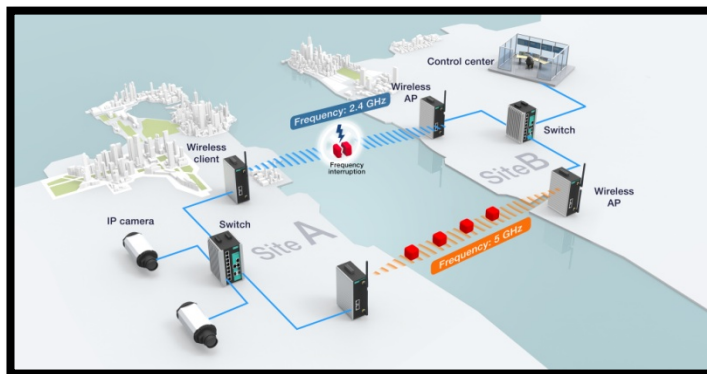 Control center
Wireless
AP
Frequency: 2.4 GHz
Switch
Wireless
client
Frequency
interruption
Site B
Wireless
AP
IP camera
Switch
Site A
Frequency: 5 GHz